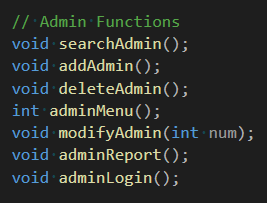 // Admin Functions
void searchAdmin();
void addAdmin();
void deleteAdmin();
int adminMenu();
void modifyAdmin(int num);
void adminReport();
void adminLogin();